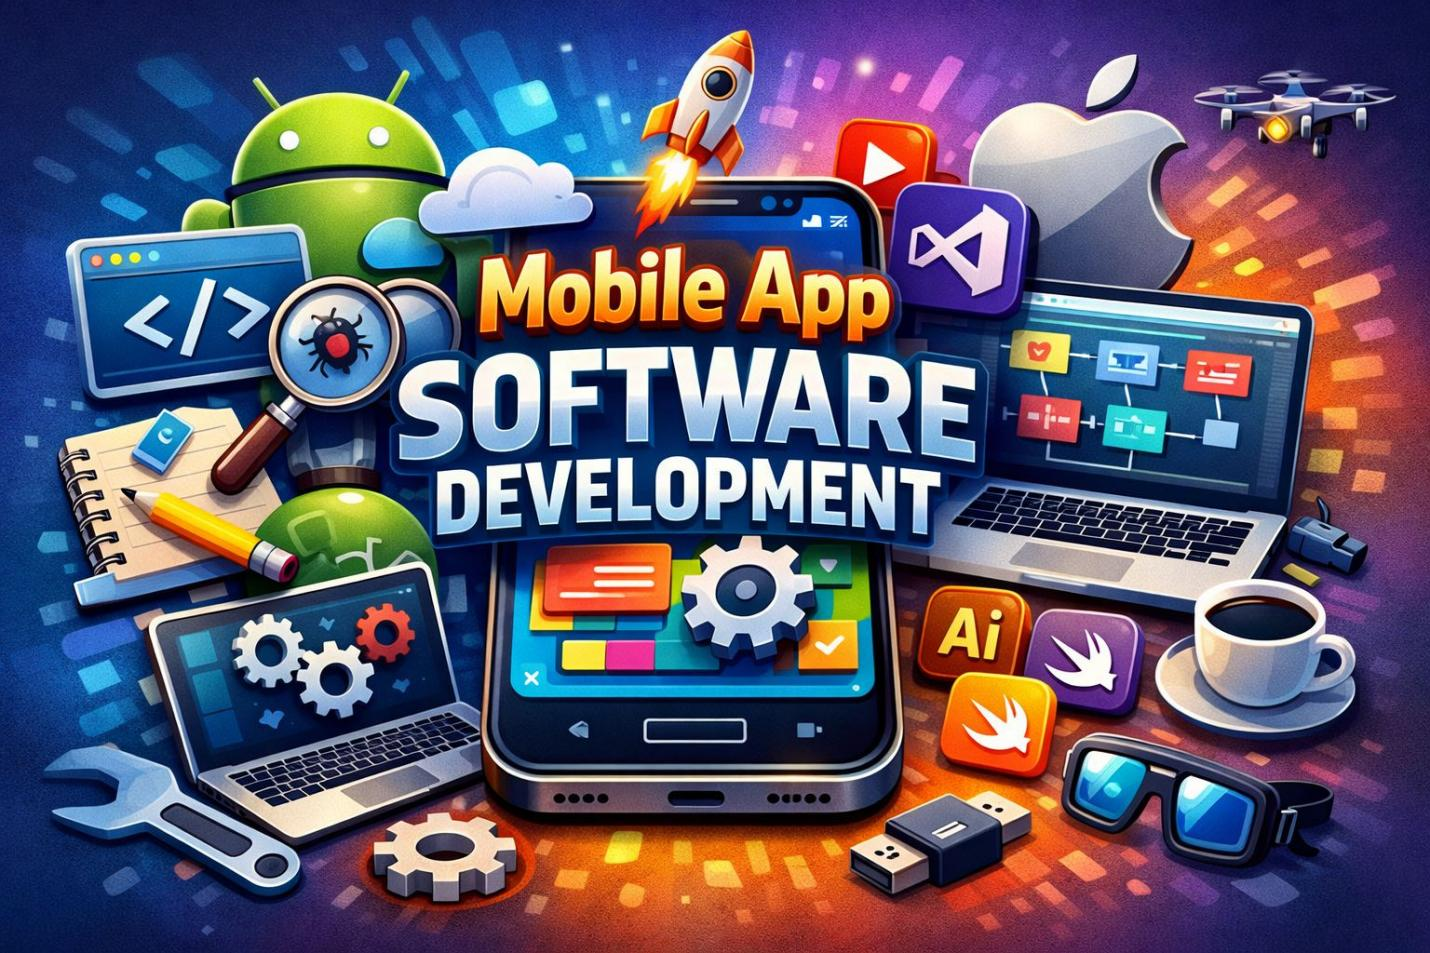 </>
Mobile App
SOFTWARE
DEVELOPMENT
Ai